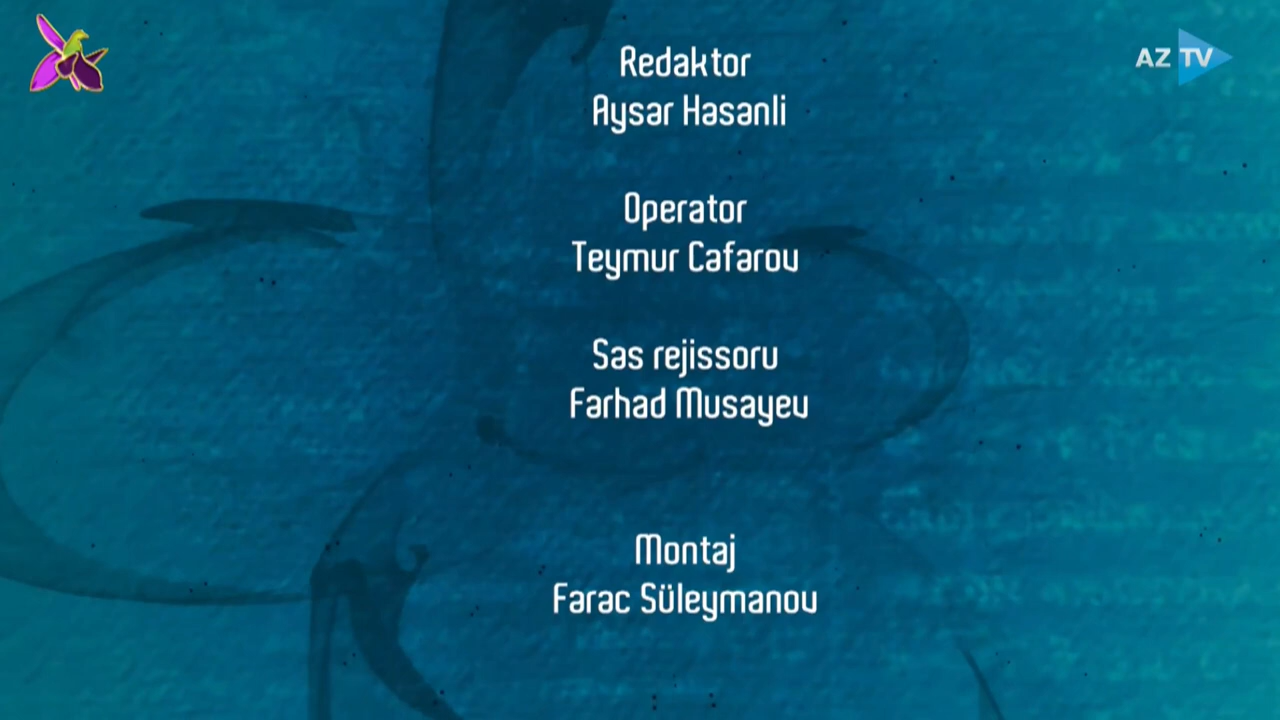 AZ TV
Redaktor
Aysar Hasanli
Operator
Teymur Cafarov
Sas rejissoru
Farhad Musayev
Montaj
Farac Süleymanov